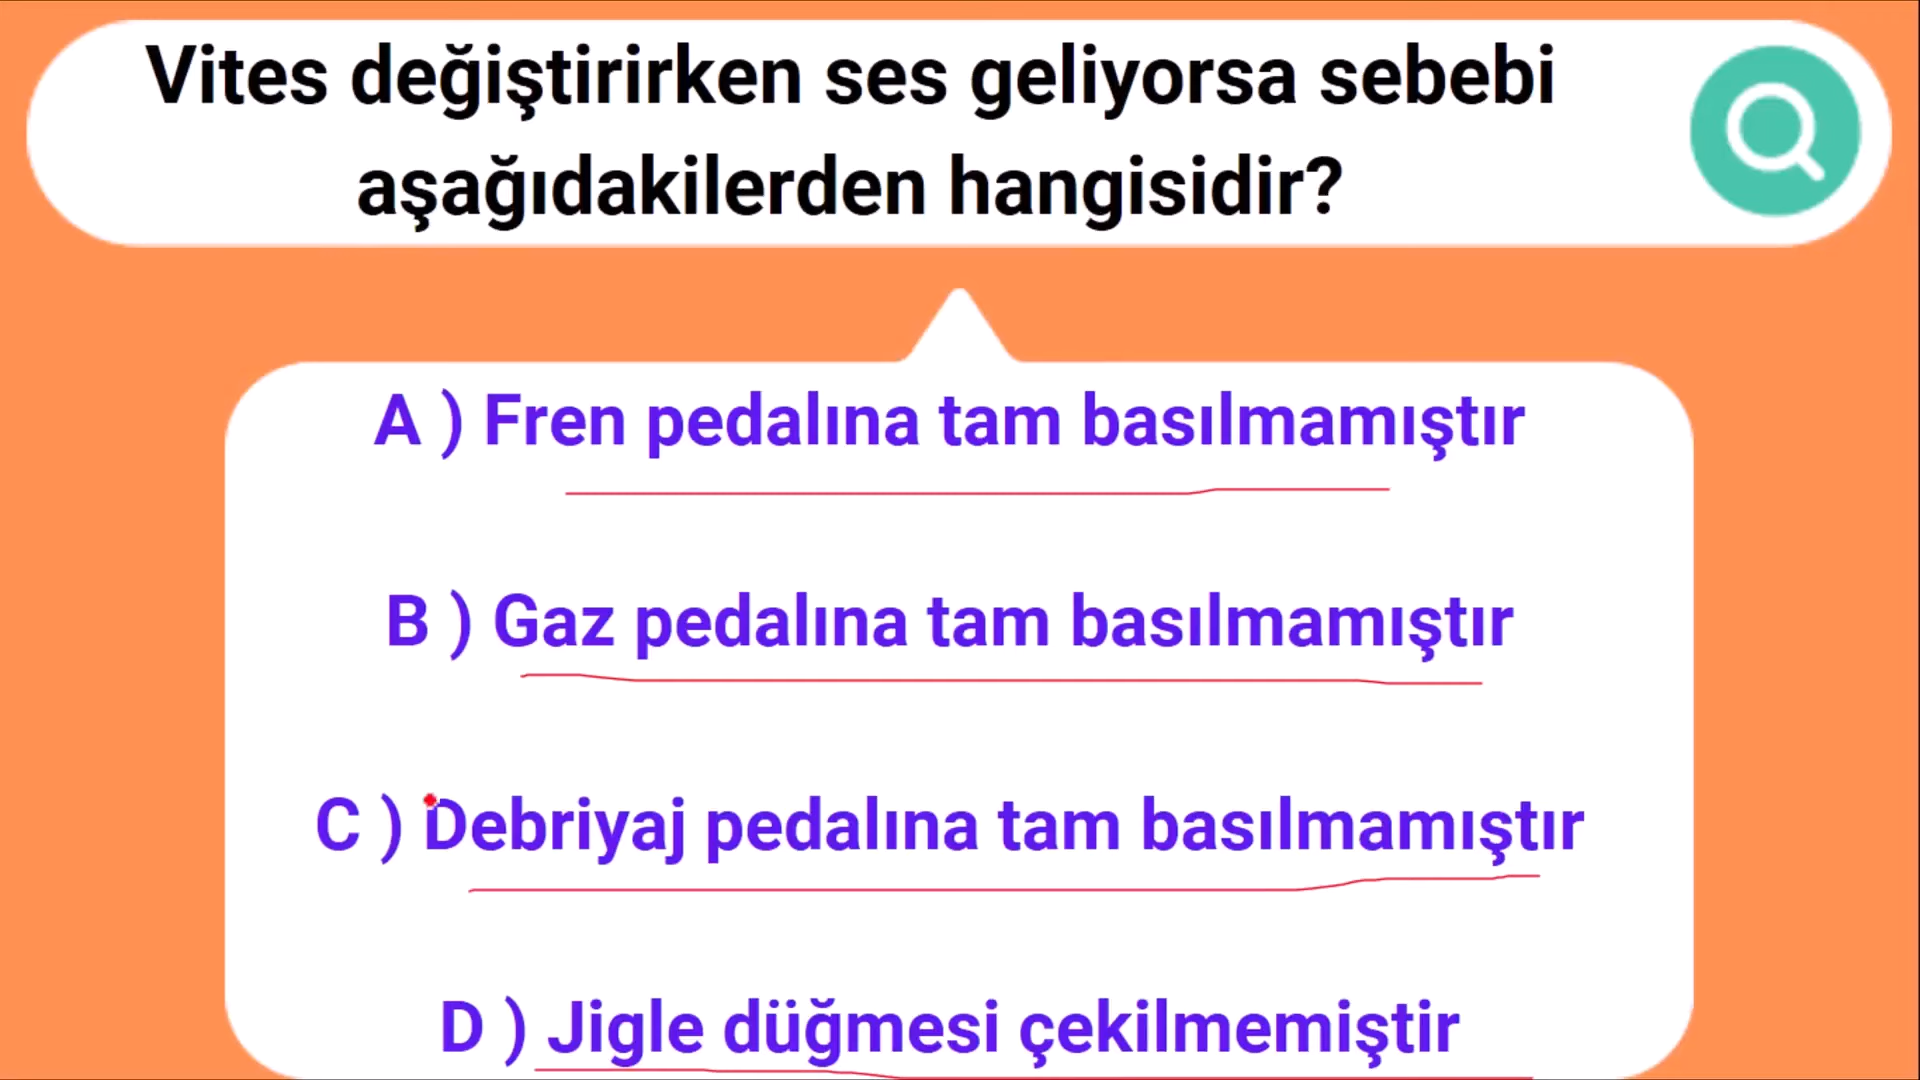 Vites değiştirirken ses geliyorsa sebebi
aşağıdakilerden hangisidir?
A ) Fren pedalına tam basılmamıştır
B ) Gaz pedalına tam basılmamıştır
C ) Debriyaj pedalına tam basılmamıştır
D ) Jigle düğmesi çekilmemiştir